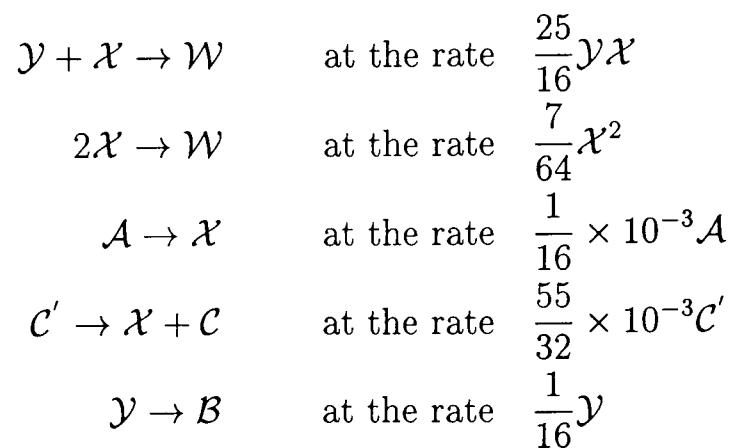 𝒴 + 𝒳 → 𝒲 at the rate 25/16 𝒴𝒳
2𝒳 → 𝒲 at the rate 7/64 𝒳²
𝒜 → 𝒳 at the rate 1/16 × 10⁻³𝒜
𝒞′ → 𝒳 + 𝒞 at the rate 55/32 × 10⁻³𝒞′
𝒴 → ℬ at the rate 1/16 𝒴